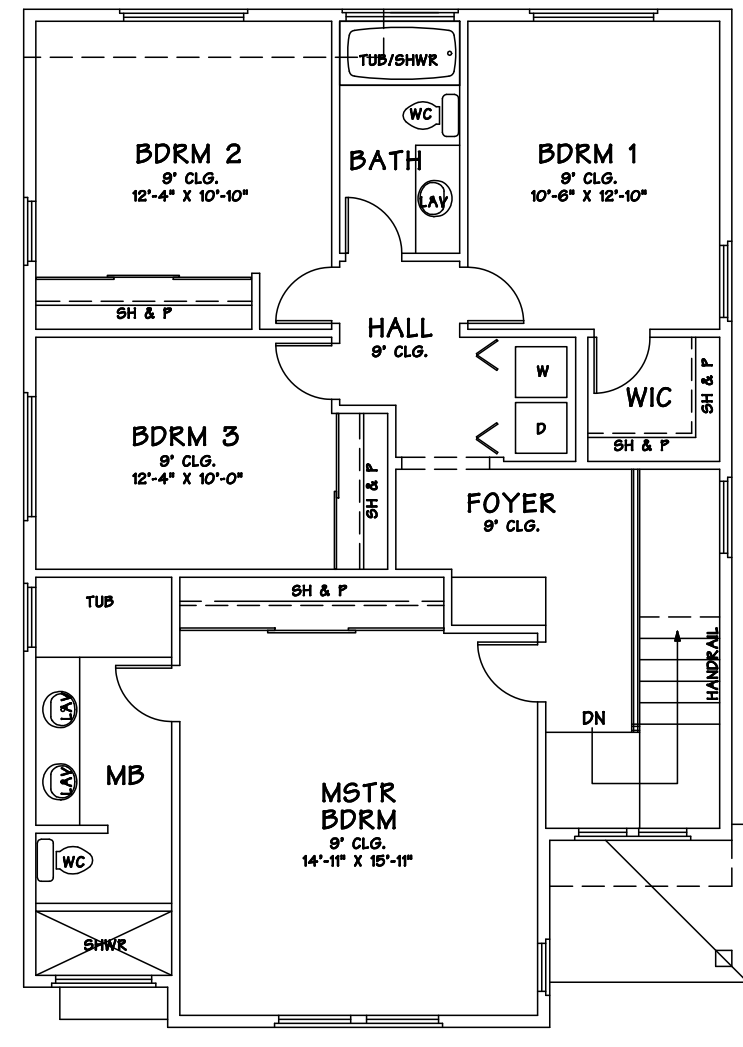 TUB/SHWR
WC
BDRM 2
9' CLG.
12'-4" X 10'-10"
BATH
LAV
BDRM 1
9' CLG.
10'-6" X 12'-10"
SH & P
HALL
9' CLG.
W
D
WIC
SH & P
SH & P
BDRM 3
9' CLG.
12'-4" X 10'-0"
SH & P
FOYER
9' CLG.
TUB
SH & P
HANDRAIL
LAV
LAV
DN
MB
MSTR
BDRM
9' CLG.
14'-11" X 15'-11"
WC
SHWR